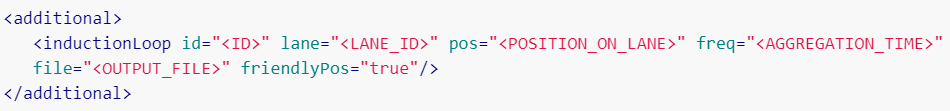 <additional>
<inductionLoop id="<ID>" lane="<LANE_ID>" pos="<POSITION_ON_LANE>" freq="<AGGREGATION_TIME>"
file="<OUTPUT_FILE>" friendlyPos="true"/>
</additional>